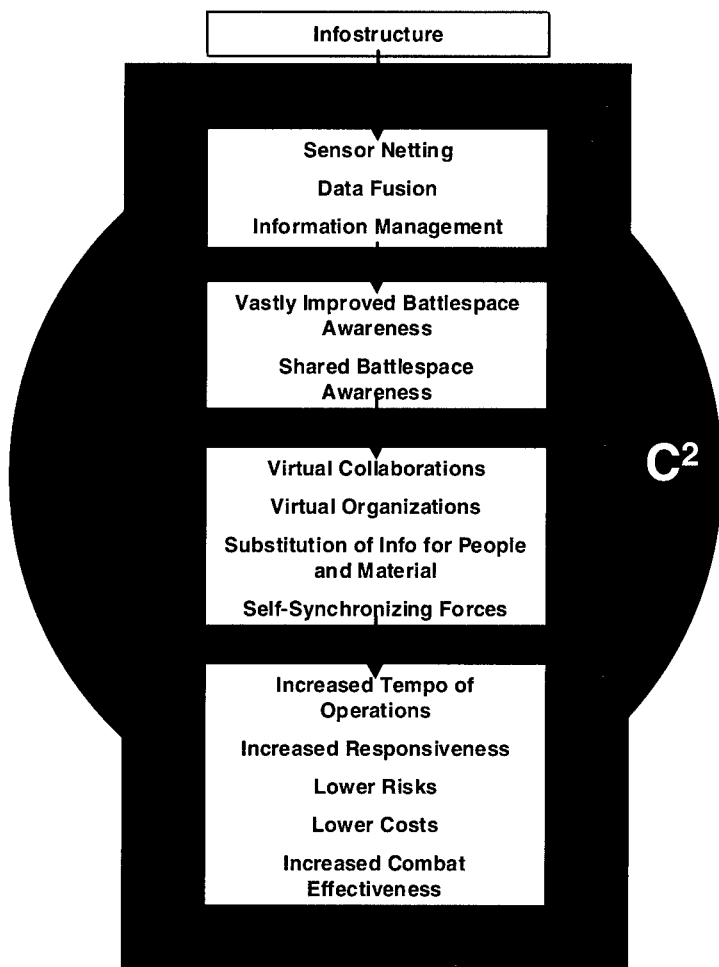 Infostructure
Sensor Netting
Data Fusion
Information Management
Vastly Improved Battlespace
Awareness
Shared Battlespace
Awareness
C²
Virtual Collaborations
Virtual Organizations
Substitution of Info for People
and Material
Self-Synchronizing Forces
Increased Tempo of
Operations
Increased Responsiveness
Lower Risks
Lower Costs
Increased Combat
Effectiveness